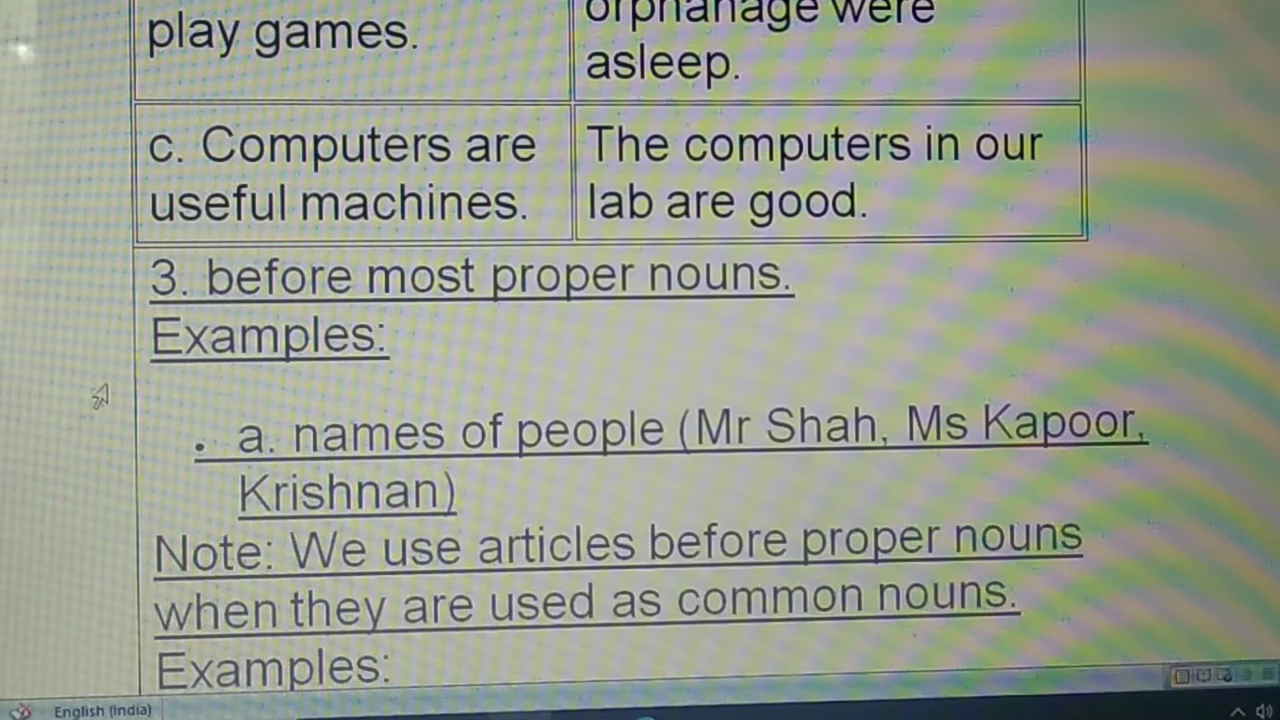 play games.
orphanage were
asleep.
c. Computers are
useful machines.
The computers in our
lab are good.
3. before most proper nouns.
Examples:
. a. names of people (Mr Shah, Ms Kapoor,
Krishnan)
Note: We use articles before proper nouns
when they are used as common nouns.
Examples:
English (India)